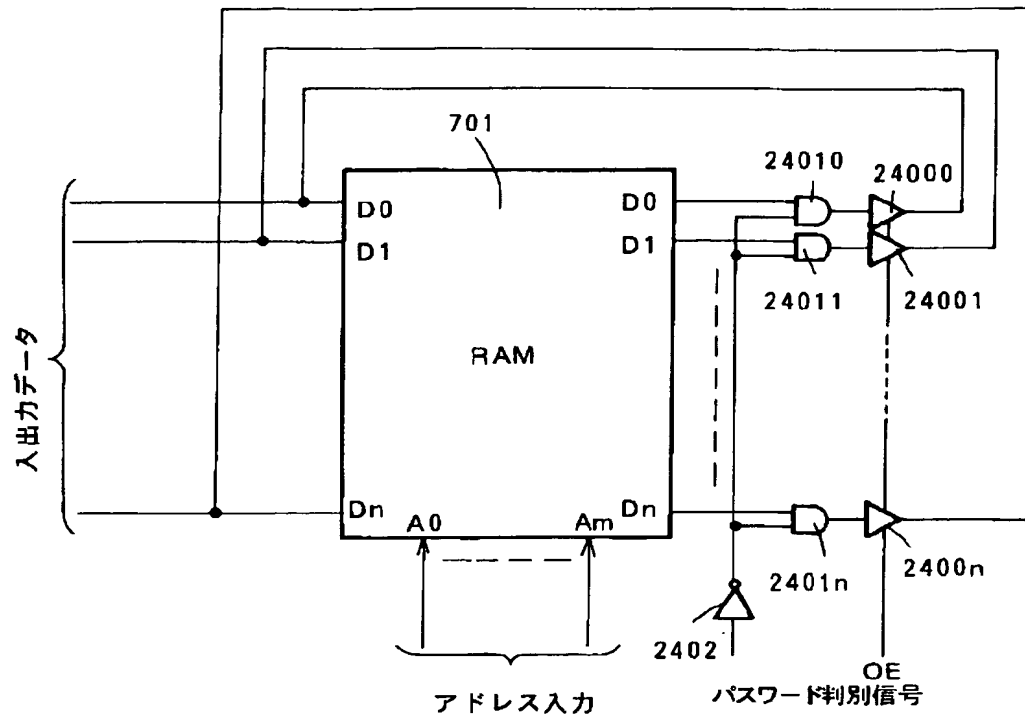 701
24010
24000
D0
D0
D1
D1
24011
24001
RAM
入出力データ
Dn
A0
Am
Dn
2401n
2400n
2402
OE
アドレス入力
パスワード判別信号